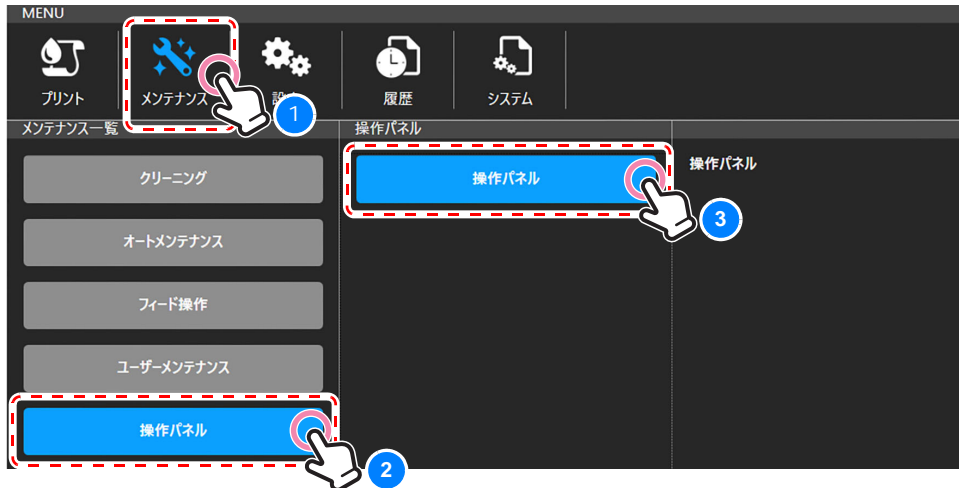 MENU
プリント
メンテナンス
設
履歴
システム
1
メンテナンス一覧
操作パネル
クリーニング
操作パネル
操作パネル
3
オートメンテナンス
フィード操作
ユーザーメンテナンス
操作パネル
2